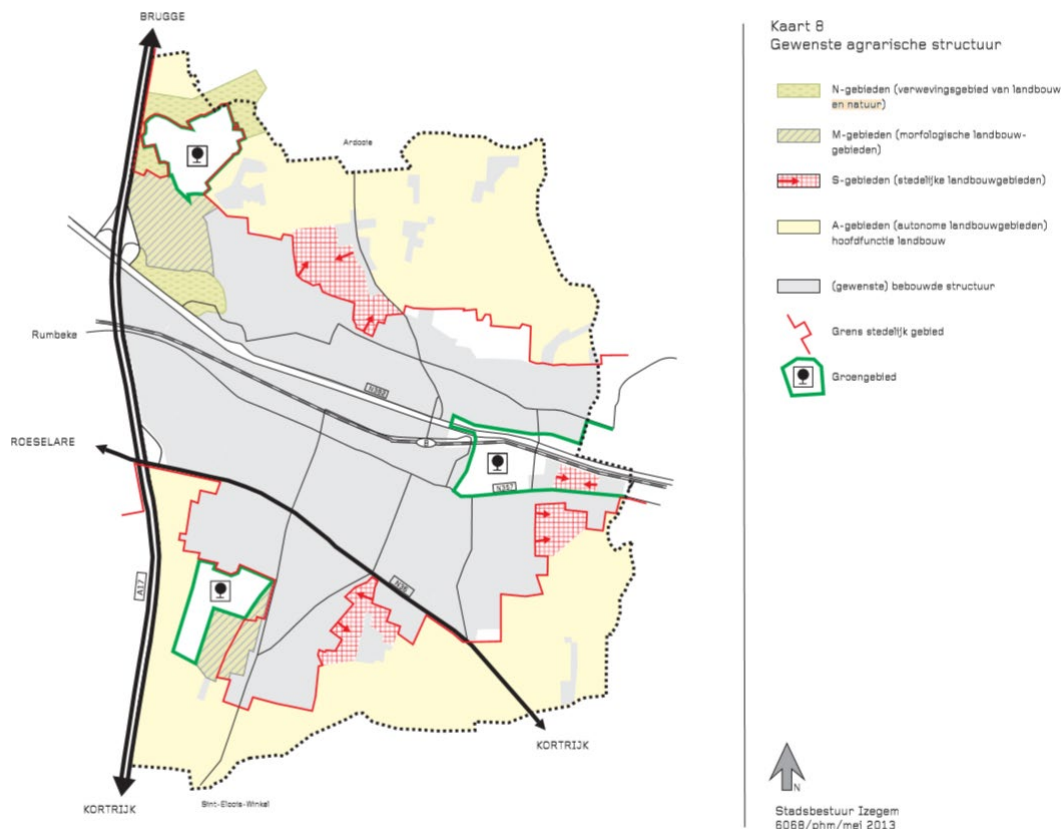 BRUGGE
Ardooie
Rumbeke
ROESELARE
N382
8
N357
A17
N36
KORTRIJK
KORTRIJK
Sint-Eloois-Winkel
Kaart 8
Gewenste agrarische structuur
N-gebieden (verwevingsgebied van landbouw
en natuur)
M-gebieden (morfologische landbouw-
gebieden)
S-gebieden (stedelijke landbouwgebieden)
A-gebieden (autonome landbouwgebieden)
hoofdfunctie landbouw
(gewenste) bebouwde structuur
Grens stedelijk gebied
Groengebied
N
Stadsbestuur Izegem
6068/phm/mei 2013